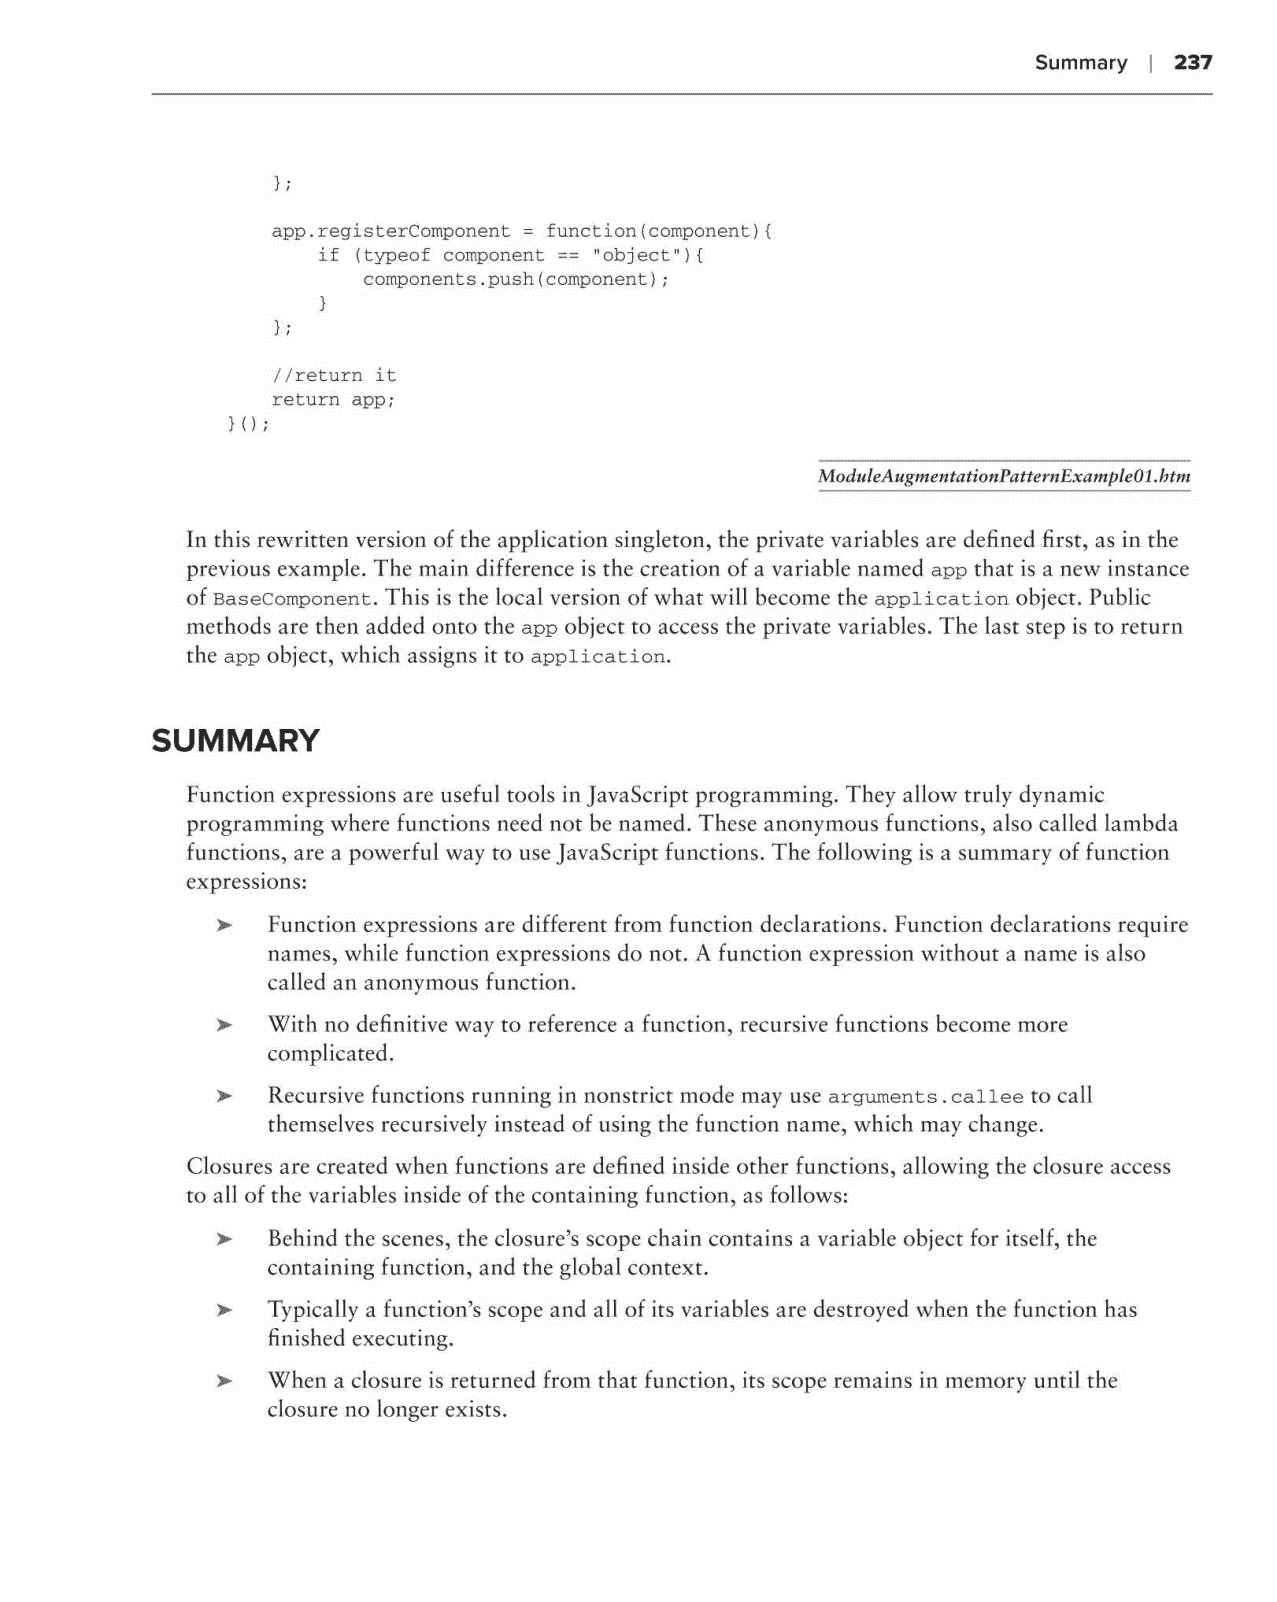 Summary | 237
};
app.registerComponent = function(component){
if (typeof component == "object"){
components.push(component);
}
};
//return it
return app;
}();
ModuleAugmentationPatternExample01.htm
In this rewritten version of the application singleton, the private variables are defined first, as in the
previous example. The main difference is the creation of a variable named app that is a new instance
of BaseComponent. This is the local version of what will become the application object. Public
methods are then added onto the app object to access the private variables. The last step is to return
the app object, which assigns it to application.
SUMMARY
Function expressions are useful tools in JavaScript programming. They allow truly dynamic
programming where functions need not be named. These anonymous functions, also called lambda
functions, are a powerful way to use JavaScript functions. The following is a summary of function
expressions:
➤ Function expressions are different from function declarations. Function declarations require
names, while function expressions do not. A function expression without a name is also
called an anonymous function.
➤ With no definitive way to reference a function, recursive functions become more
complicated.
➤ Recursive functions running in nonstrict mode may use arguments.callee to call
themselves recursively instead of using the function name, which may change.
Closures are created when functions are defined inside other functions, allowing the closure access
to all of the variables inside of the containing function, as follows:
➤ Behind the scenes, the closure's scope chain contains a variable object for itself, the
containing function, and the global context.
➤ Typically a function's scope and all of its variables are destroyed when the function has
finished executing.
➤ When a closure is returned from that function, its scope remains in memory until the
closure no longer exists.